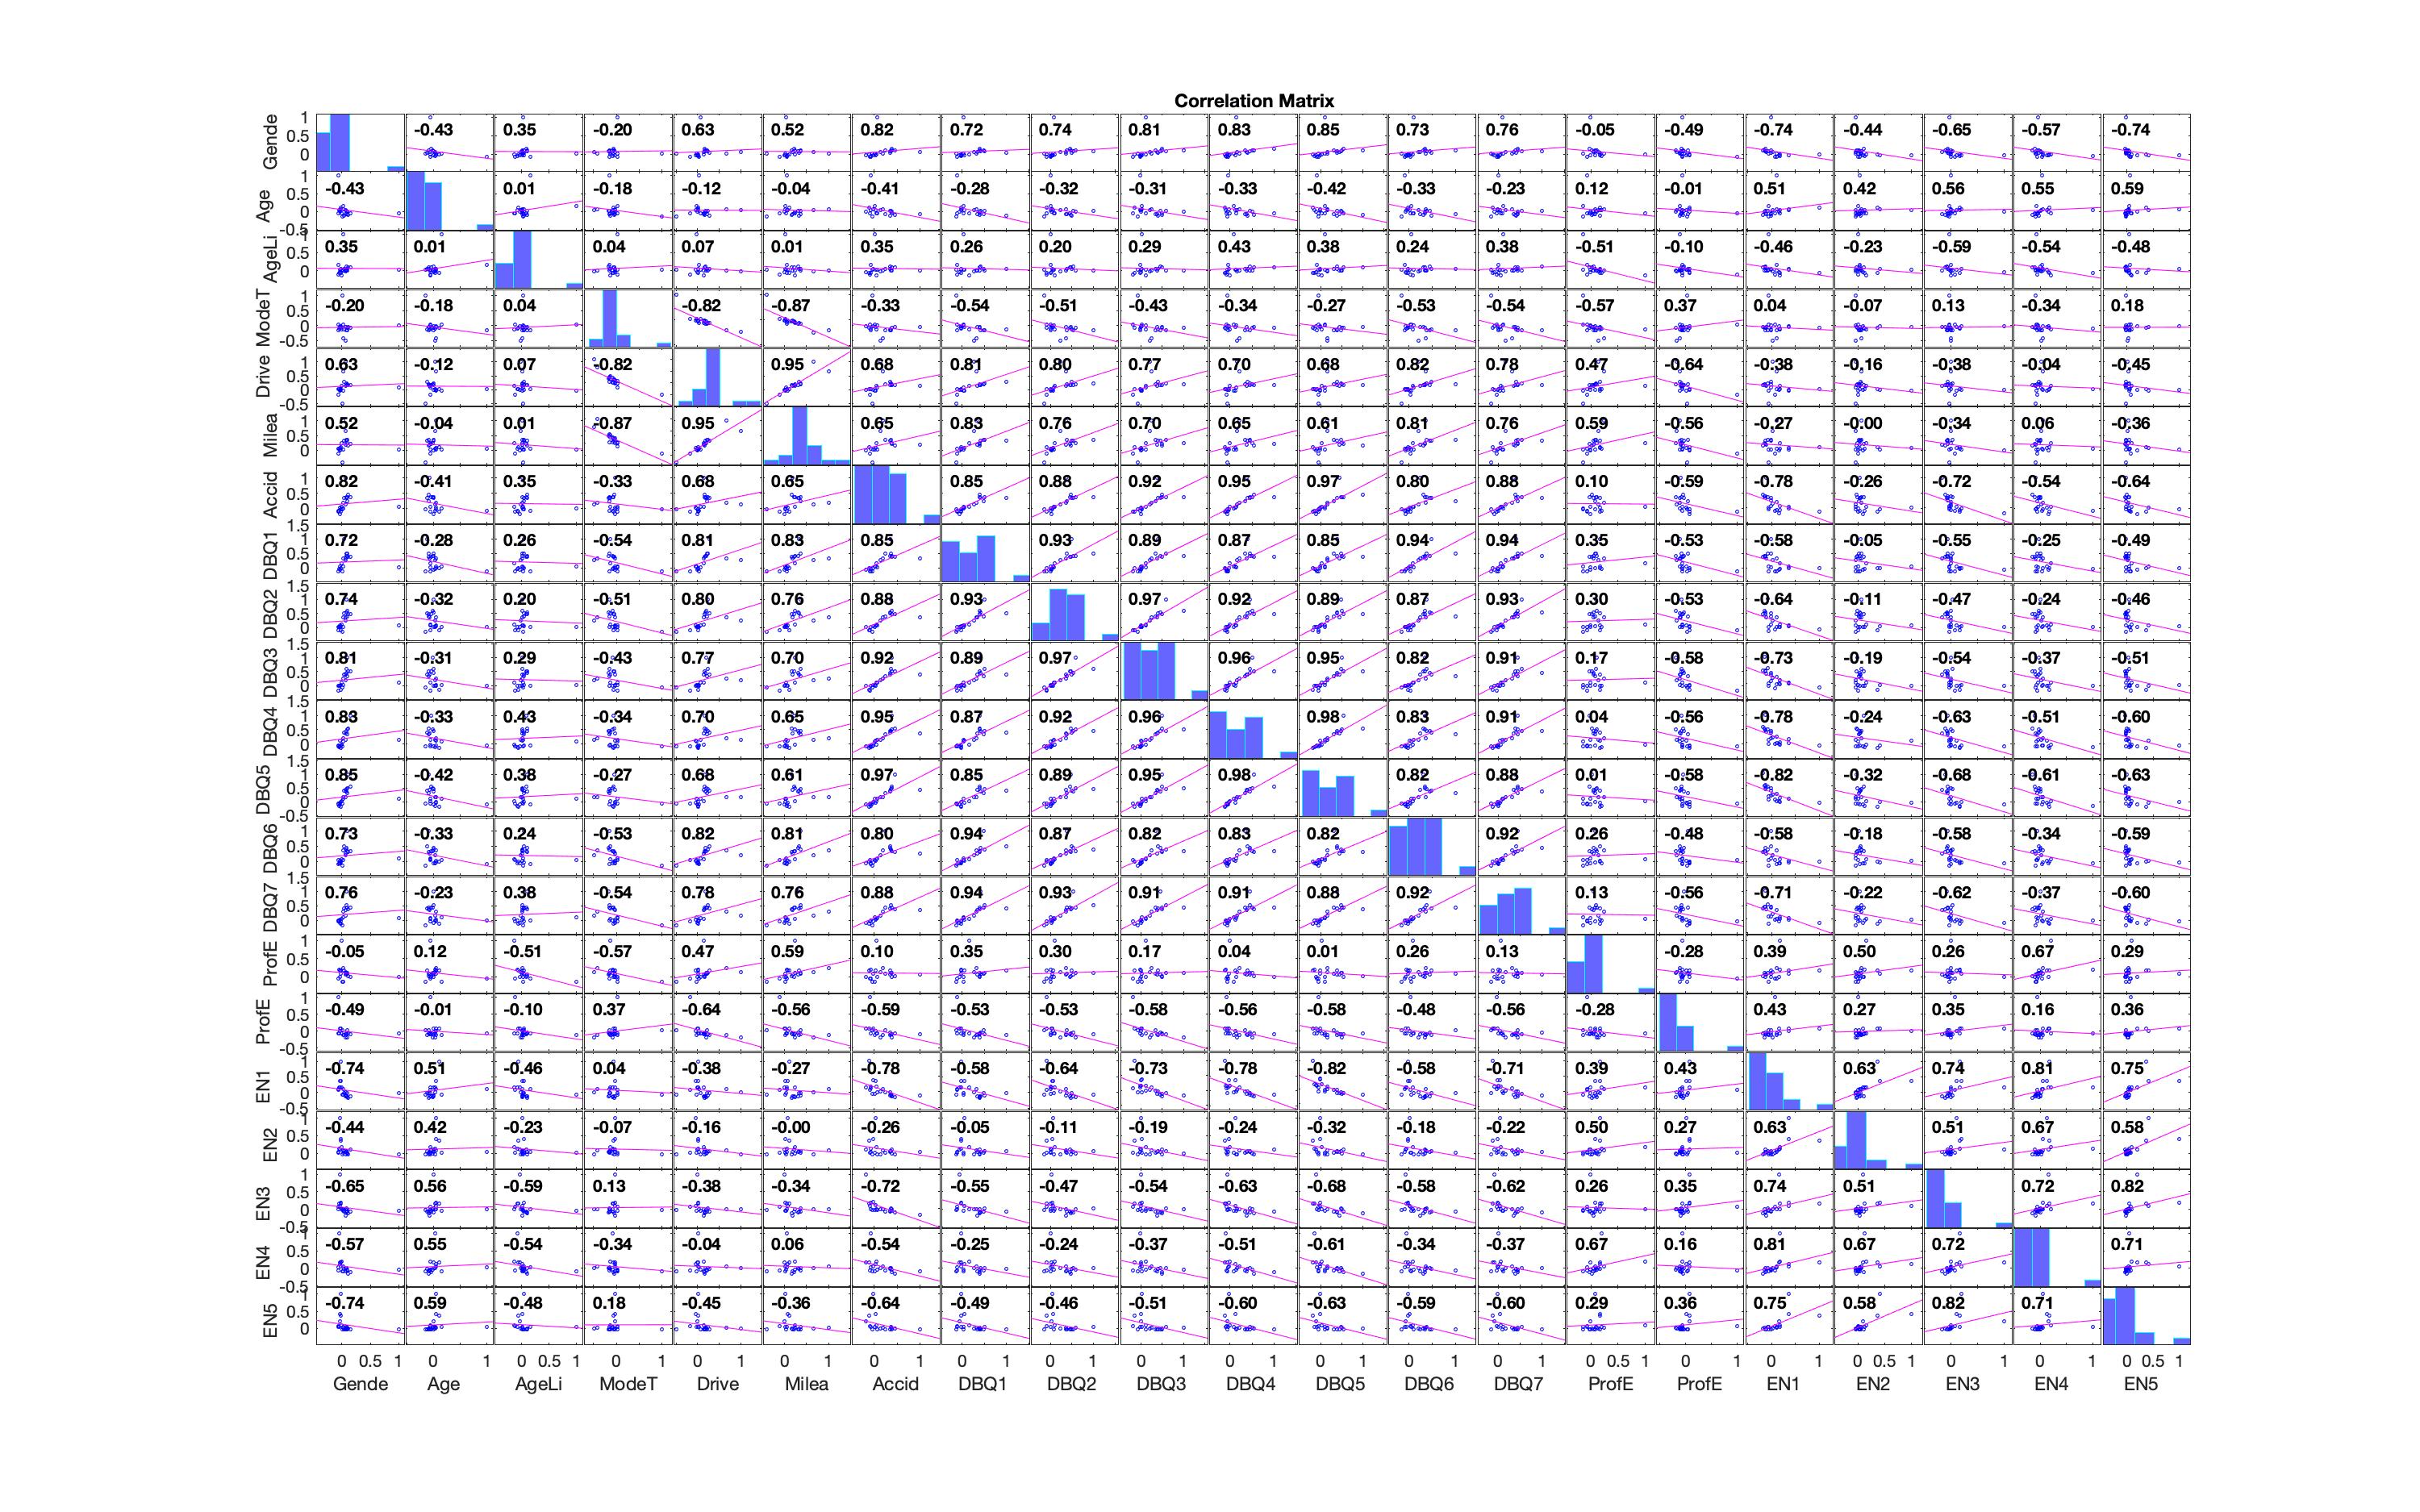 Correlation Matrix
Gende -0.43 0.35 -0.20 0.63 0.52 0.82 0.72 0.74 0.81 0.83 0.85 0.73 0.76 -0.05 -0.49 -0.74 -0.44 -0.65 -0.57 -0.74
Age -0.43 0.01 -0.18 -0.12 -0.04 -0.41 -0.28 -0.32 -0.31 -0.33 -0.42 -0.33 -0.23 0.12 -0.01 0.51 0.42 0.56 0.55 0.59
AgeLi 0.35 0.01 0.04 0.07 0.01 0.35 0.26 0.20 0.29 0.43 0.38 0.24 0.38 -0.51 -0.10 -0.46 -0.23 -0.59 -0.54 -0.48
ModeT -0.20 -0.18 0.04 -0.82 -0.87 -0.33 -0.54 -0.51 -0.43 -0.34 -0.27 -0.53 -0.54 -0.57 0.37 0.04 -0.07 0.13 -0.34 0.18
Drive 0.63 -0.12 0.07 -0.82 0.95 0.68 0.81 0.80 0.77 0.70 0.68 0.82 0.78 0.47 -0.64 -0.38 -0.16 -0.38 -0.04 -0.45
Milea 0.52 -0.04 0.01 -0.87 0.95 0.65 0.83 0.76 0.70 0.65 0.61 0.81 0.76 0.59 -0.56 -0.27 -0.00 -0.34 0.06 -0.36
Accid 0.82 -0.41 0.35 -0.33 0.68 0.65 0.85 0.88 0.92 0.95 0.97 0.80 0.88 0.10 -0.59 -0.78 -0.26 -0.72 -0.54 -0.64
DBQ1 0.72 -0.28 0.26 -0.54 0.81 0.83 0.85 0.93 0.89 0.87 0.85 0.94 0.94 0.35 -0.53 -0.58 -0.05 -0.55 -0.25 -0.49
DBQ2 0.74 -0.32 0.20 -0.51 0.80 0.76 0.88 0.93 0.97 0.92 0.89 0.87 0.93 0.30 -0.53 -0.64 -0.11 -0.47 -0.24 -0.46
DBQ3 0.81 -0.31 0.29 -0.43 0.77 0.70 0.92 0.89 0.97 0.96 0.95 0.82 0.91 0.17 -0.58 -0.73 -0.19 -0.54 -0.37 -0.51
DBQ4 0.83 -0.33 0.43 -0.34 0.70 0.65 0.95 0.87 0.92 0.96 0.98 0.83 0.91 0.04 -0.56 -0.78 -0.24 -0.63 -0.51 -0.60
DBQ5 0.85 -0.42 0.38 -0.27 0.68 0.61 0.97 0.85 0.89 0.95 0.98 0.82 0.88 0.01 -0.58 -0.82 -0.32 -0.68 -0.61 -0.63
DBQ6 0.73 -0.33 0.24 -0.53 0.82 0.81 0.80 0.94 0.87 0.82 0.83 0.82 0.92 0.26 -0.48 -0.58 -0.18 -0.58 -0.34 -0.59
DBQ7 0.76 -0.23 0.38 -0.54 0.78 0.76 0.88 0.94 0.93 0.91 0.91 0.88 0.92 0.13 -0.56 -0.71 -0.22 -0.62 -0.37 -0.60
ProfE -0.05 0.12 -0.51 -0.57 0.47 0.59 0.10 0.35 0.30 0.17 0.04 0.01 0.26 0.13 -0.28 0.39 0.50 0.26 0.67 0.29
ProfE -0.49 -0.01 -0.10 0.37 -0.64 -0.56 -0.59 -0.53 -0.53 -0.58 -0.56 -0.58 -0.48 -0.56 -0.28 0.43 0.27 0.35 0.16 0.36
EN1 -0.74 0.51 -0.46 0.04 -0.38 -0.27 -0.78 -0.58 -0.64 -0.73 -0.78 -0.82 -0.58 -0.71 0.39 0.43 0.63 0.74 0.81 0.75
EN2 -0.44 0.42 -0.23 -0.07 -0.16 -0.00 -0.26 -0.05 -0.11 -0.19 -0.24 -0.32 -0.18 -0.22 0.50 0.27 0.63 0.51 0.67 0.58
EN3 -0.65 0.56 -0.59 0.13 -0.38 -0.34 -0.72 -0.55 -0.47 -0.54 -0.63 -0.68 -0.58 -0.62 0.26 0.35 0.74 0.51 0.72 0.82
EN4 -0.57 0.55 -0.54 -0.34 -0.04 0.06 -0.54 -0.25 -0.24 -0.37 -0.51 -0.61 -0.34 -0.37 0.67 0.16 0.81 0.67 0.72 0.71
EN5 -0.74 0.59 -0.48 0.18 -0.45 -0.36 -0.64 -0.49 -0.46 -0.51 -0.60 -0.63 -0.59 -0.60 0.29 0.36 0.75 0.58 0.82 0.71
0 0.5 1 0 1 0 0.5 1 0 0 1 0 1 0 1 0 1 0 1 0 1 0 1 0 1 0 1 0 1 0 0.5 1 0 1 0 1 0 0.5 1 0 1 0 1 0 0.5 1
Gende Age AgeLi ModeT Drive Milea Accid DBQ1 DBQ2 DBQ3 DBQ4 DBQ5 DBQ6 DBQ7 ProfE ProfE EN1 EN2 EN3 EN4 EN5